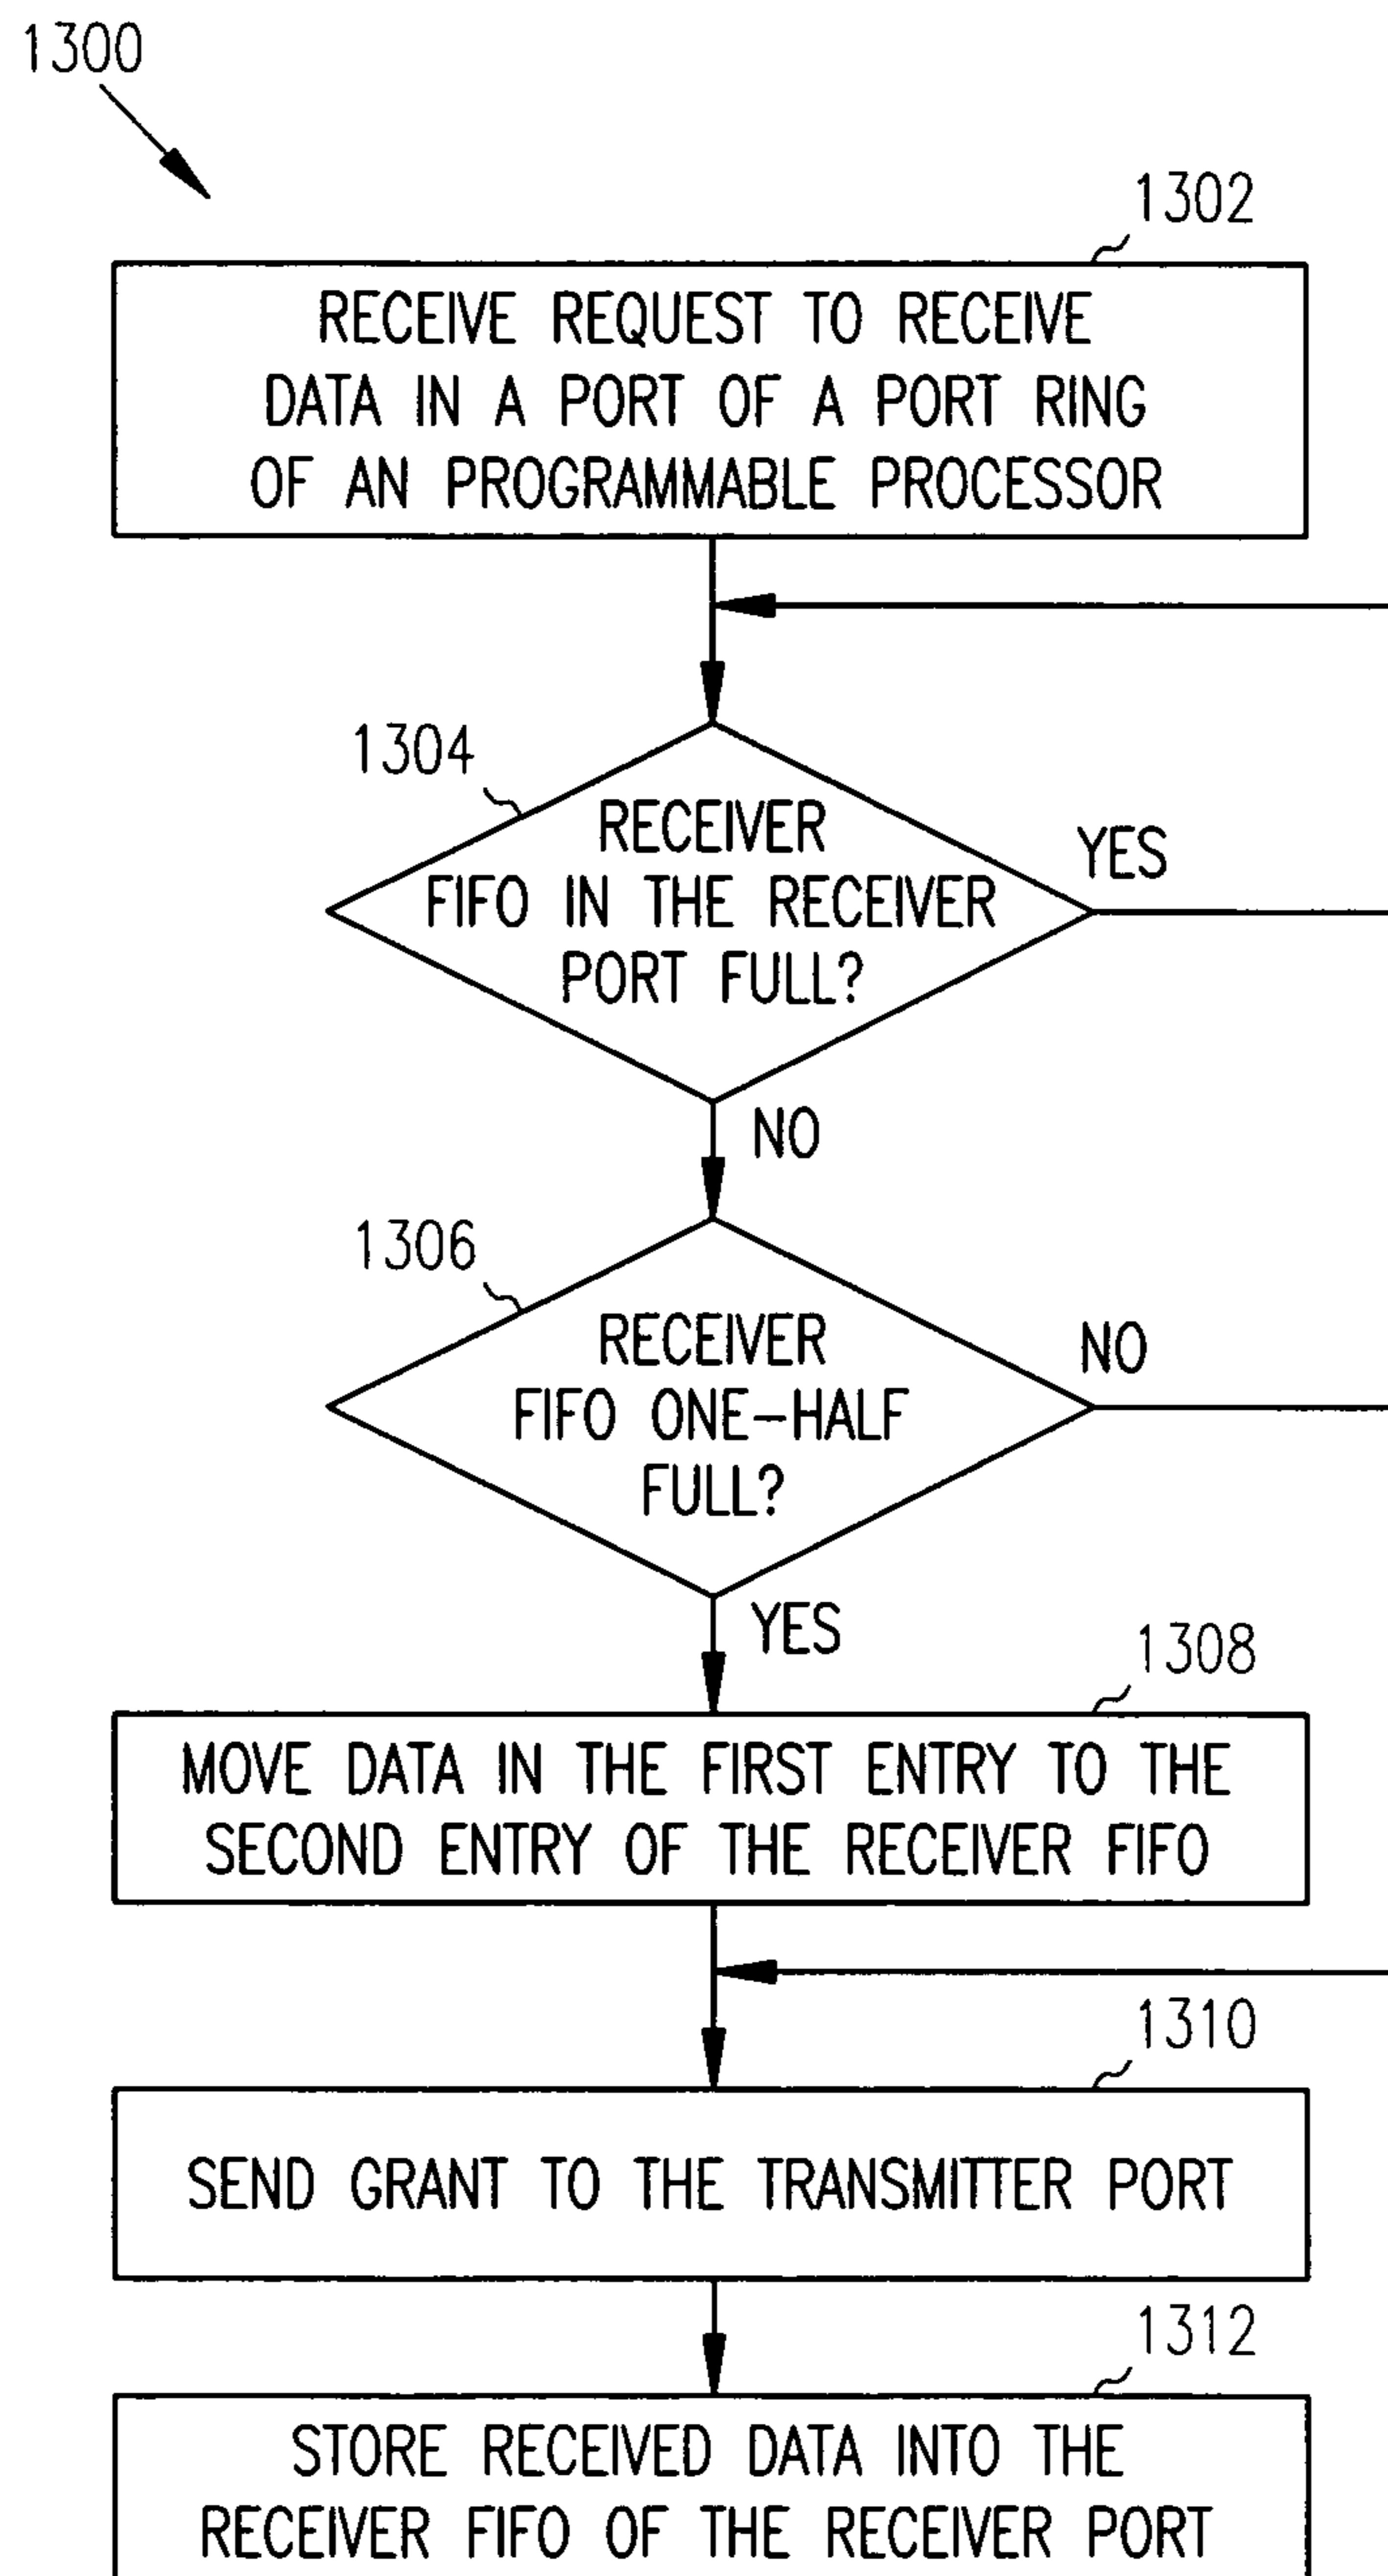 1300
1302
RECEIVE REQUEST TO RECEIVE
DATA IN A PORT OF A PORT RING
OF AN PROGRAMMABLE PROCESSOR
1304
RECEIVER
FIFO IN THE RECEIVER
PORT FULL?
YES
NO
1306
RECEIVER
FIFO ONE-HALF
FULL?
NO
YES
1308
MOVE DATA IN THE FIRST ENTRY TO THE
SECOND ENTRY OF THE RECEIVER FIFO
1310
SEND GRANT TO THE TRANSMITTER PORT
1312
STORE RECEIVED DATA INTO THE
RECEIVER FIFO OF THE RECEIVER PORT